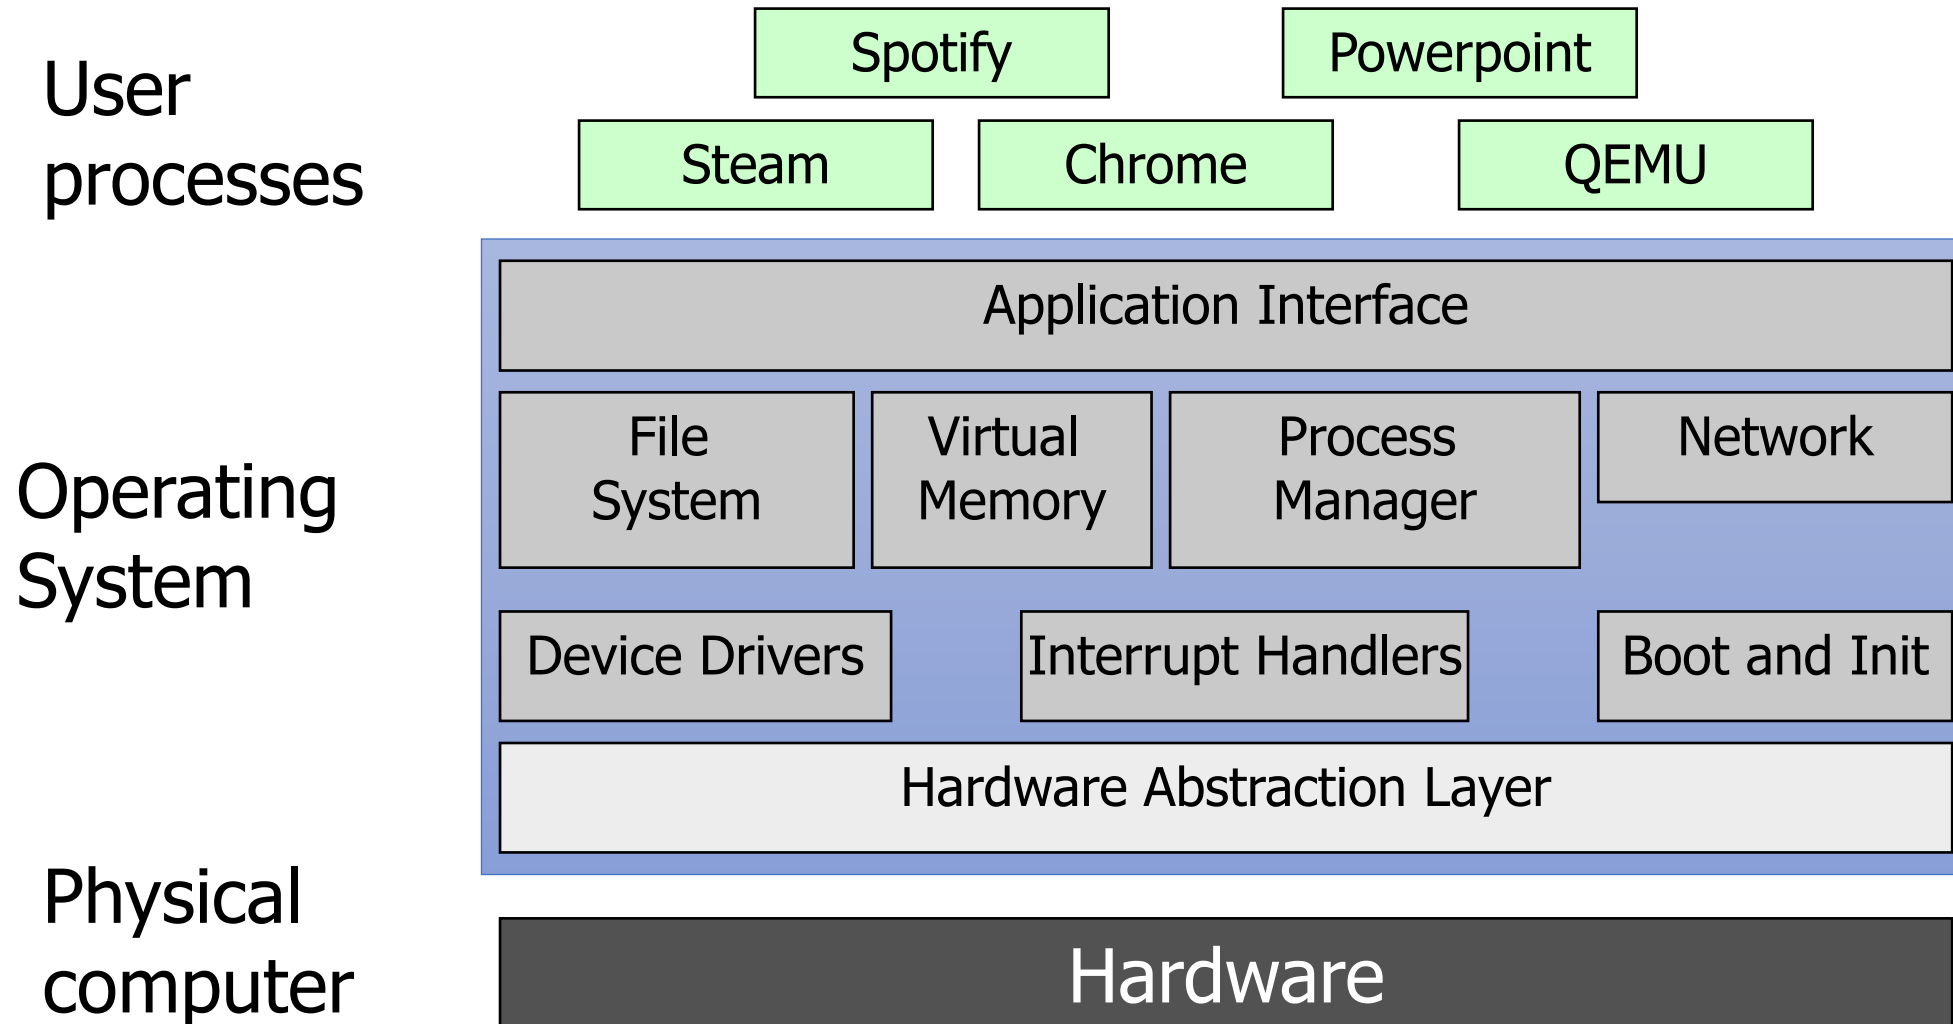 User
processes
Spotify
Powerpoint
Steam
Chrome
QEMU
Operating
System
Application Interface
File
System
Virtual
Memory
Process
Manager
Network
Device Drivers
Interrupt Handlers
Boot and Init
Hardware Abstraction Layer
Physical
computer
Hardware